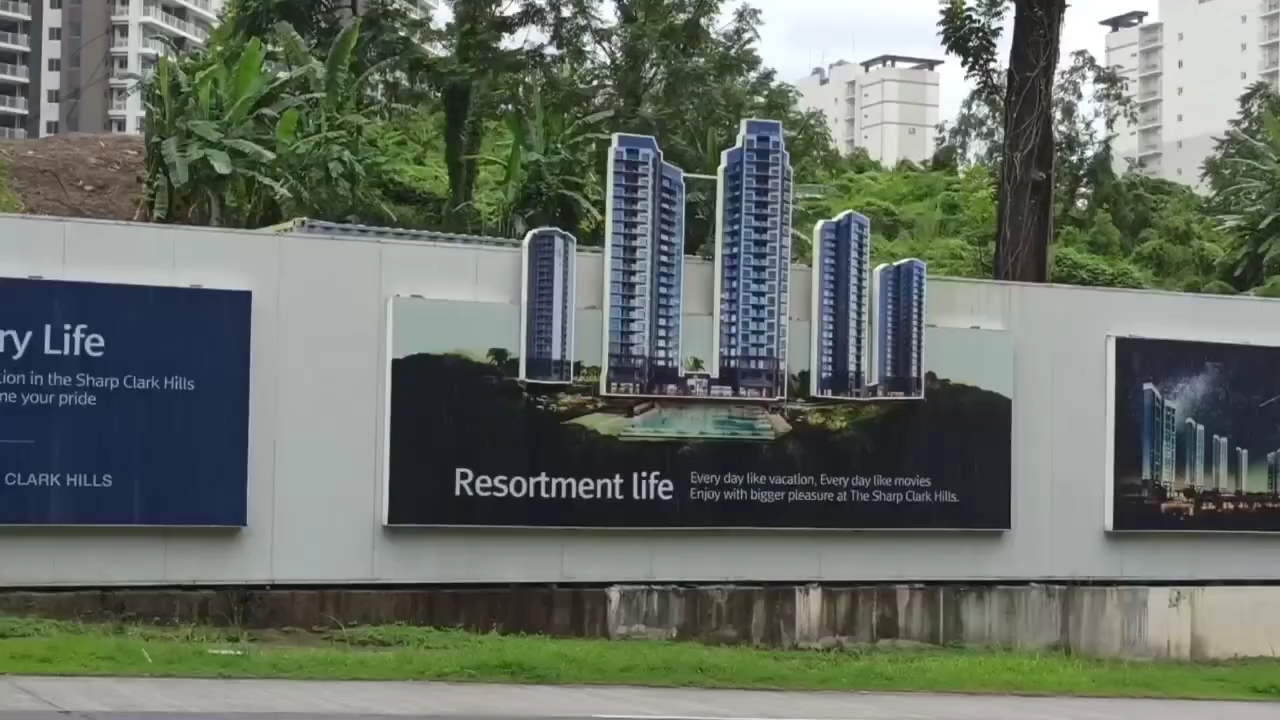 ry Life
ion in the Sharp Clark Hills
ne your pride
CLARK HILLS
Resortment life
Every day like vacation, Every day like movies
Enjoy with bigger pleasure at The Sharp Clark Hills.